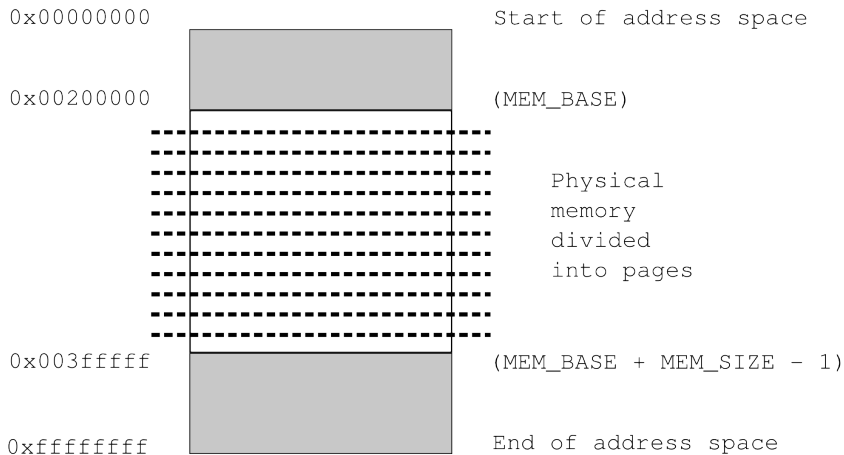 0x00000000 Start of address space
0x00200000 (MEM_BASE)
Physical
memory
divided
into pages
0x003fffff (MEM_BASE + MEM_SIZE - 1)
0xffffffff End of address space